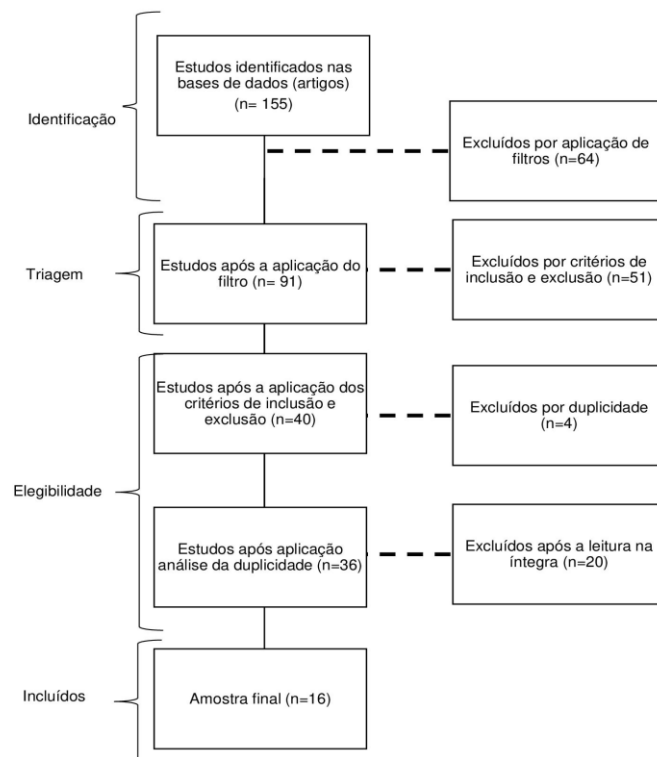 Identificação
Estudos identificados nas
bases de dados (artigos)
(n= 155)
Excluídos por aplicação de
filtros (n=64)
Triagem
Estudos após a aplicação do
filtro (n= 91)
Excluídos por critérios de
inclusão e exclusão (n=51)
Elegibilidade
Estudos após a aplicação dos
critérios de inclusão e
exclusão (n=40)
Excluídos por duplicidade
(n=4)
Estudos após aplicação
análise da duplicidade (n=36)
Excluídos após a leitura na
íntegra (n=20)
Incluídos
Amostra final (n=16)